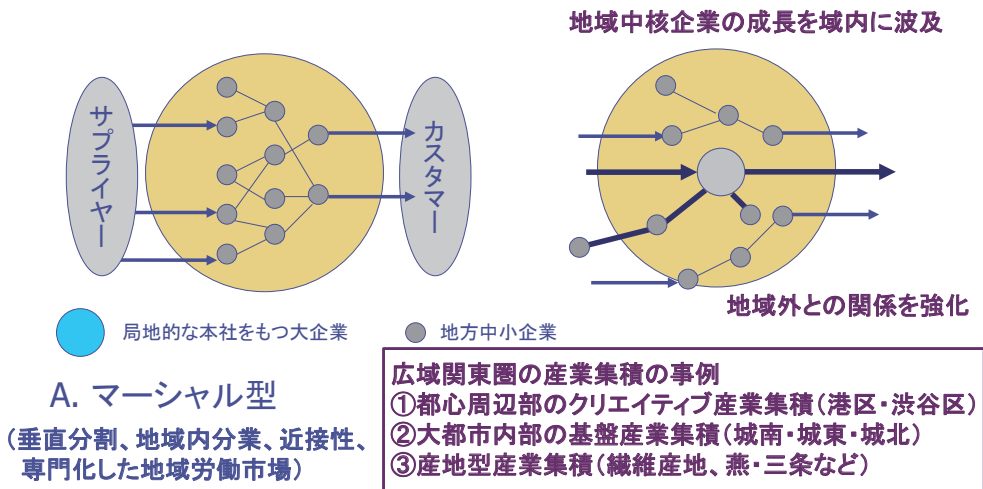 地域中核企業の成長を域内に波及
サプライヤー
カスタマー
地域外との関係を強化
局地的な本社をもつ大企業
地方中小企業
A. マーシャル型
(垂直分割、地域内分業、近接性、
専門化した地域労働市場)
広域関東圏の産業集積の事例
①都心周辺部のクリエイティブ産業集積(港区・渋谷区)
②大都市内部の基盤産業集積(城南・城東・城北)
③産地型産業集積(繊維産地、燕・三条など)